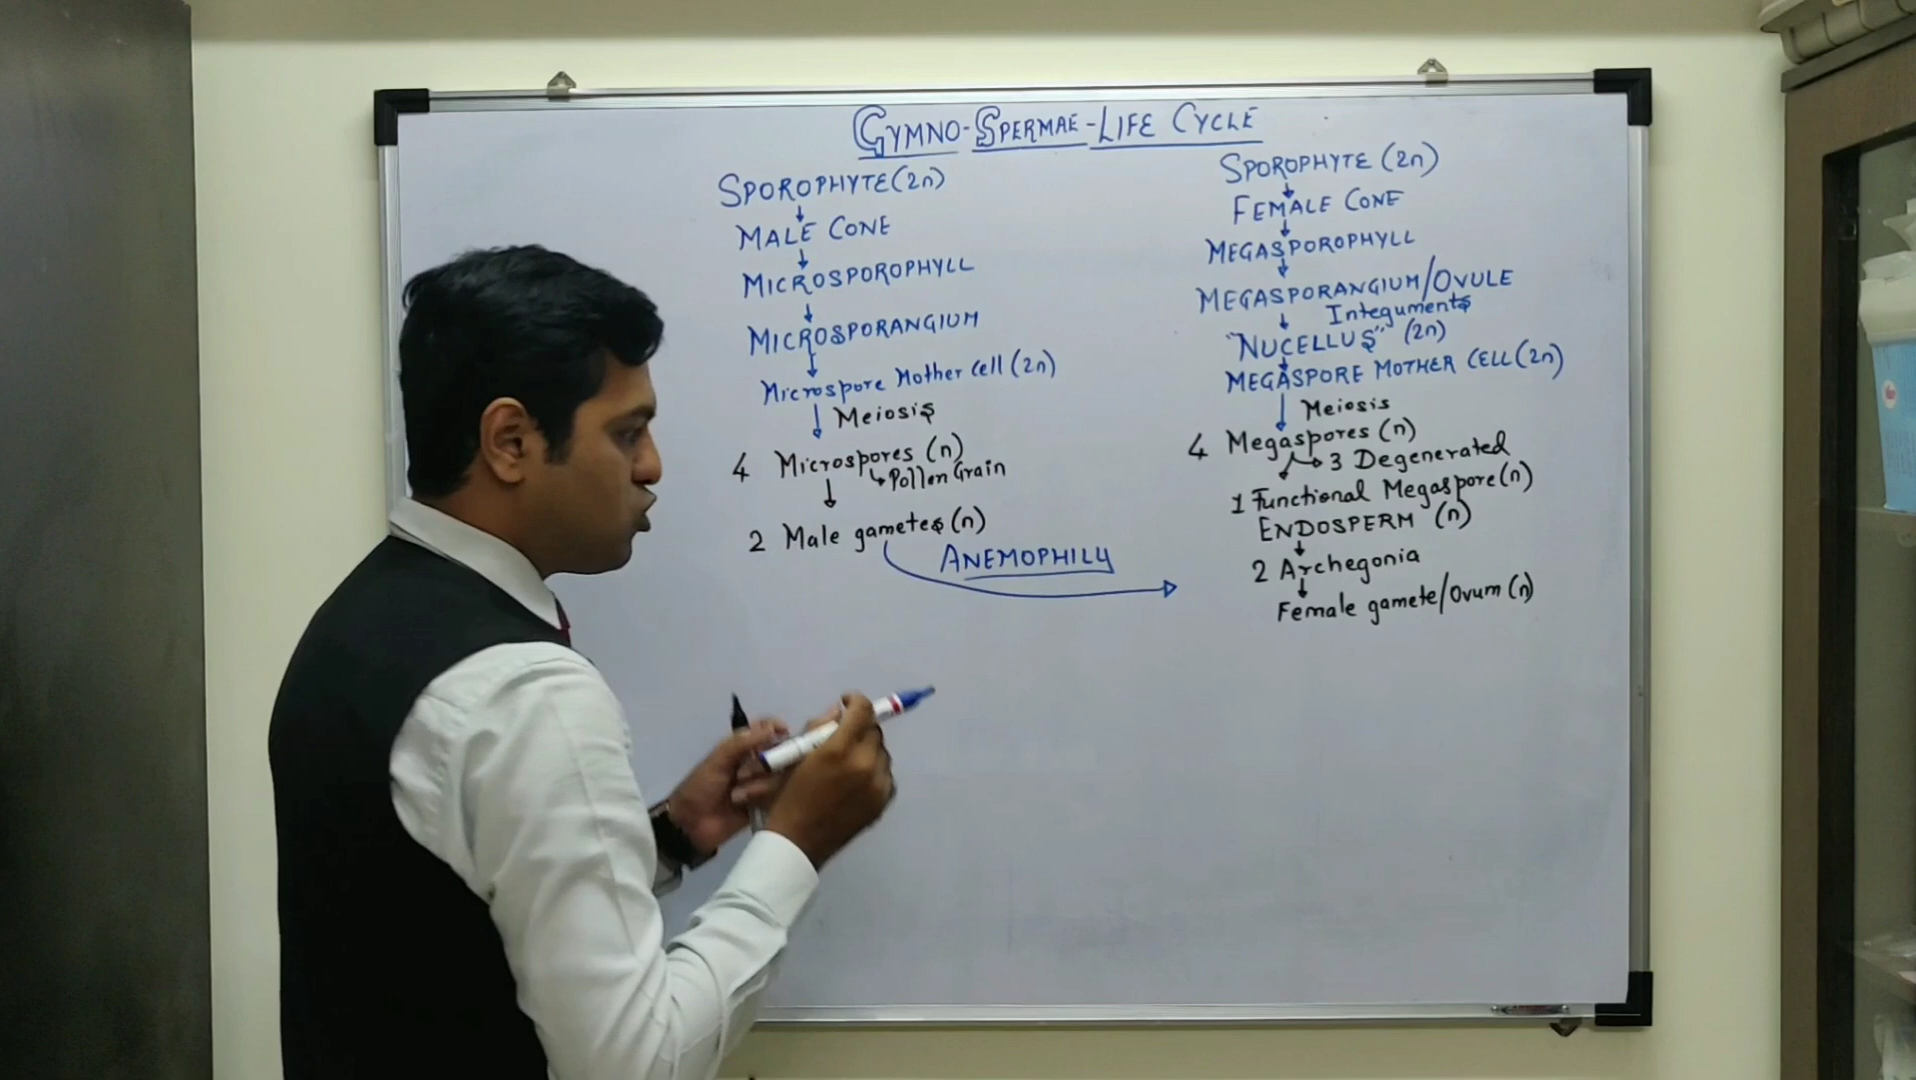 GYMNO-SPERMAE-LIFE CYCLE
SPOROPHYTE(2n)
MALE CONE
MICROSPOROPHYLL
MICROSPORANGIUM
Microspore Mother Cell (2n)
Meiosis
4 Microspores (n)
Pollen Grain
2 Male gametes (n)
ANEMOPHILY
SPOROPHYTE (2n)
FEMALE CONE
MEGASPOROPHYLL
MEGASPORANGIUM/OVULE
Integuments
"NUCELLUS" (2n)
MEGASPORE MOTHER CELL (2n)
Meiosis
4 Megaspores (n)
3 Degenerated
1 Functional Megaspore(n)
ENDOSPERM (n)
2 Archegonia
Female gamete/Ovum (n)